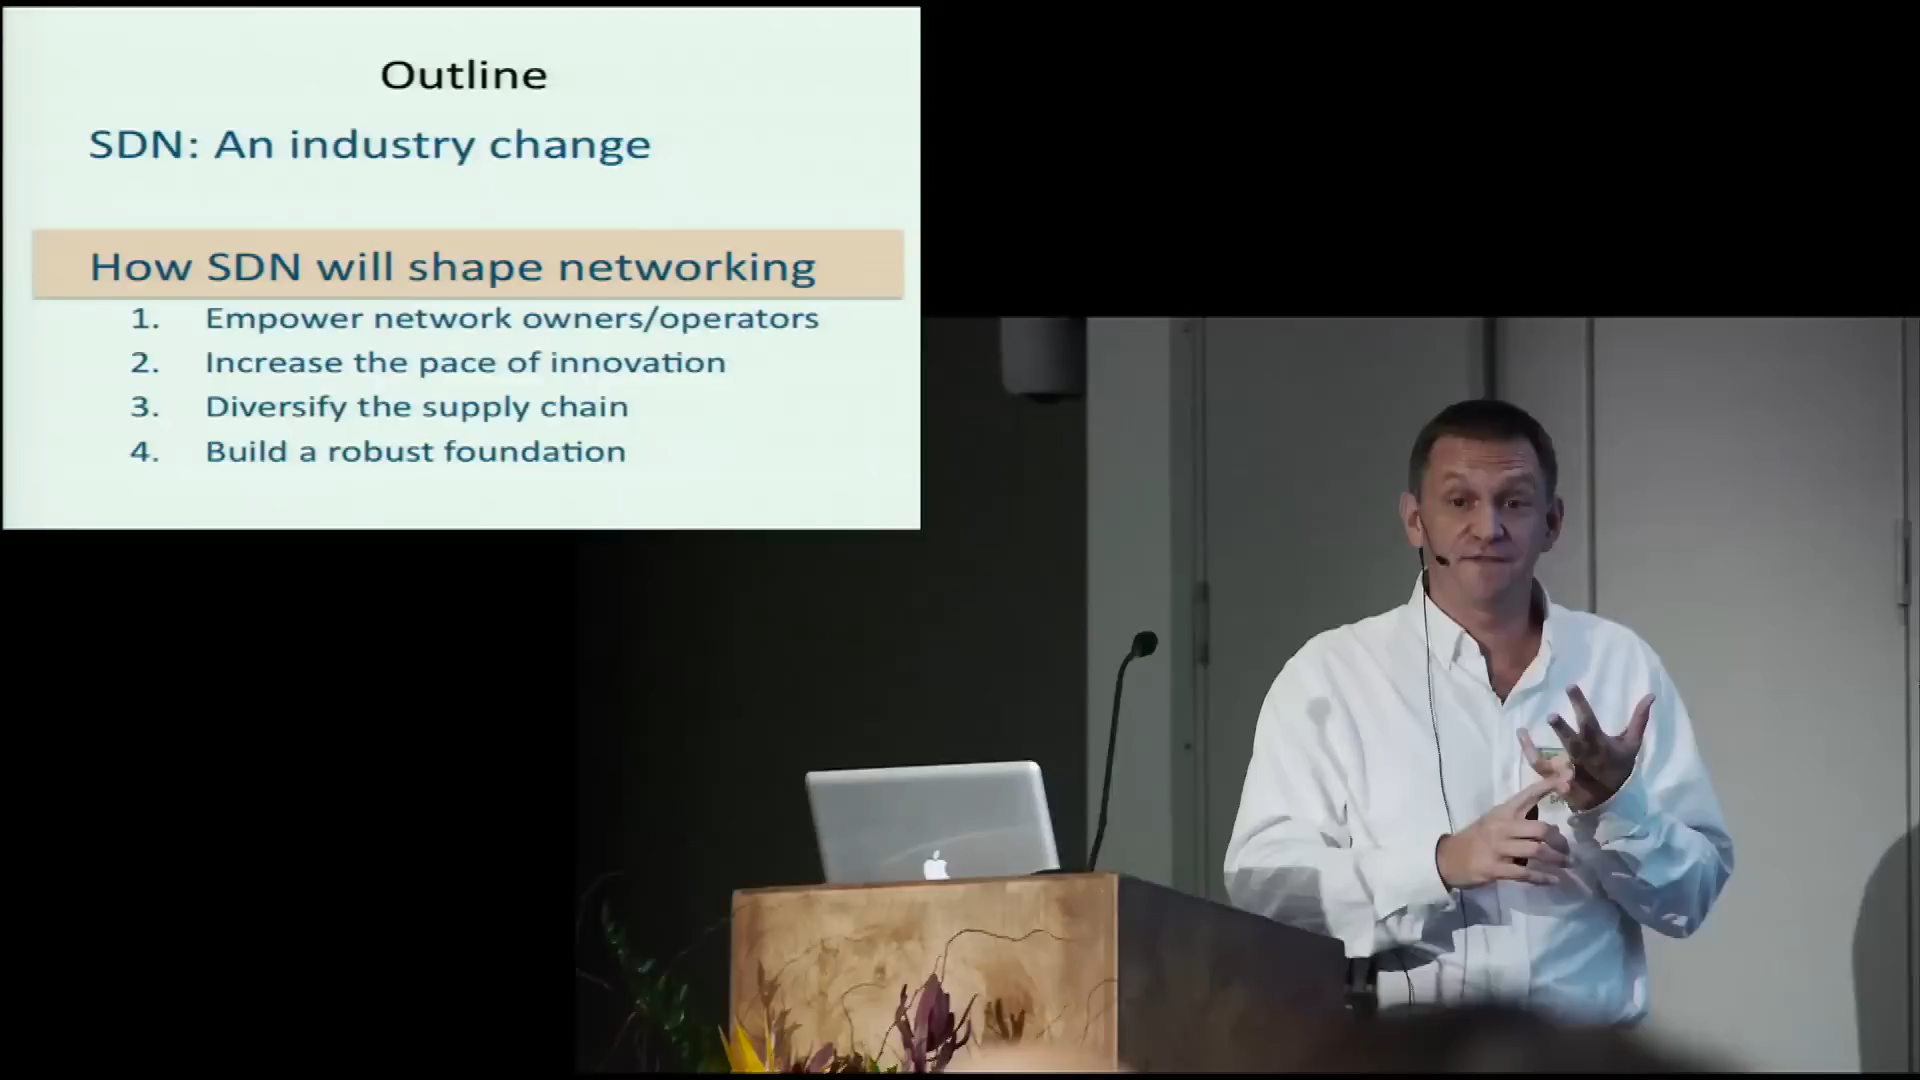 Outline
SDN: An industry change
How SDN will shape networking
1. Empower network owners/operators
2. Increase the pace of innovation
3. Diversify the supply chain
4. Build a robust foundation